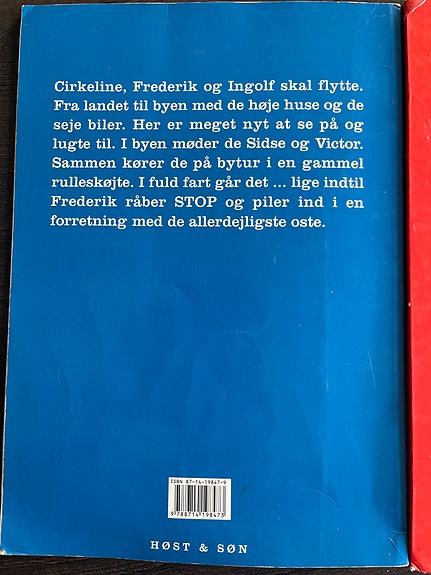 Cirkeline, Frederik og Ingolf skal flytte.
Fra landet til byen med de høje huse og de
seje biler. Her er meget nyt at se på og
lugte til. I byen møder de Sidse og Victor.
Sammen kører de på bytur i en gammel
rulleskøjte. I fuld fart går det ... lige indtil
Frederik råber STOP og piler ind i en
forretning med de allerdejligste oste.
ISBN 87-14-19847-9
9 788714 198473
HØST & SØN